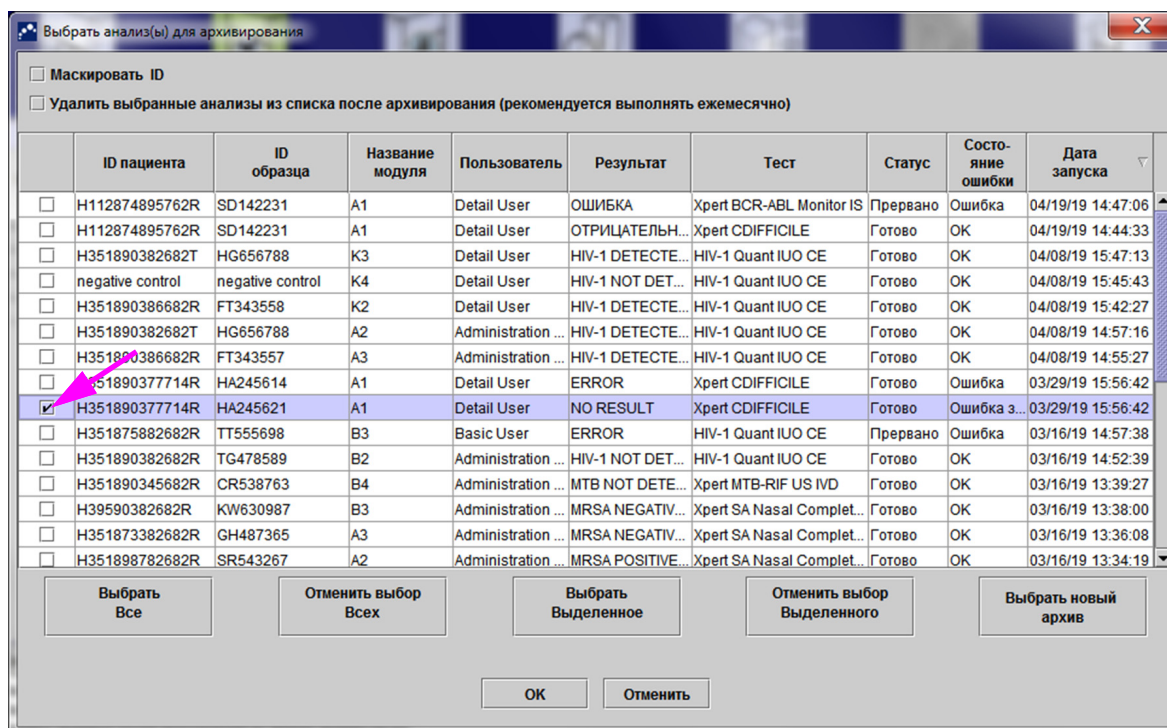 Выбрать анализ(ы) для архивирования
Маскировать ID
Удалить выбранные анализы из списка после архивирования (рекомендуется выполнять ежемесячно)
ID пациента ID образца Название модуля Пользователь Результат Тест Статус Состо-яние ошибки Дата запуска
H112874895762R SD142231 A1 Detail User ОШИБКА Xpert BCR-ABL Monitor IS Прервано Ошибка 04/19/19 14:47:06
H112874895762R SD142231 A1 Detail User ОТРИЦАТЕЛЬН... Xpert CDIFFICILE Готово OK 04/19/19 14:44:33
H351890382682T HG656788 K3 Detail User HIV-1 DETECTE... HIV-1 Quant IUO CE Готово OK 04/08/19 15:47:13
negative control negative control K4 Detail User HIV-1 NOT DET... HIV-1 Quant IUO CE Готово OK 04/08/19 15:45:43
H351890386682R FT343558 K2 Detail User HIV-1 DETECTE... HIV-1 Quant IUO CE Готово OK 04/08/19 15:42:27
H351890382682T HG656788 A2 Administration ... HIV-1 DETECTE... HIV-1 Quant IUO CE Готово OK 04/08/19 14:57:16
H351890386682R FT343557 A3 Administration ... HIV-1 DETECTE... HIV-1 Quant IUO CE Готово OK 04/08/19 14:55:27
H351890377714R HA245614 A1 Detail User ERROR Xpert CDIFFICILE Готово Ошибка 03/29/19 15:56:42
H351890377714R HA245621 A1 Detail User NO RESULT Xpert CDIFFICILE Готово Ошибка з... 03/29/19 15:56:42
H351875882682R TT555698 B3 Basic User ERROR HIV-1 Quant IUO CE Прервано Ошибка 03/16/19 14:57:38
H351890382682R TG478589 B2 Administration ... HIV-1 NOT DET... HIV-1 Quant IUO CE Готово OK 03/16/19 14:52:39
H351890345682R CR538763 B4 Administration ... MTB NOT DETE... Xpert MTB-RIF US IVD Готово OK 03/16/19 13:39:27
H39590382682R KW630987 B3 Administration ... MRSA NEGATIV... Xpert SA Nasal Complet... Готово OK 03/16/19 13:38:00
H351873382682R GH487365 A3 Administration ... MRSA NEGATIV... Xpert SA Nasal Complet... Готово OK 03/16/19 13:36:08
H351898782682R SR543267 A2 Administration ... MRSA POSITIVE... Xpert SA Nasal Complet... Готово OK 03/16/19 13:34:19
Выбрать Все
Отменить выбор Всех
Выбрать Выделенное
Отменить выбор Выделенного
Выбрать новый архив
OK
Отменить